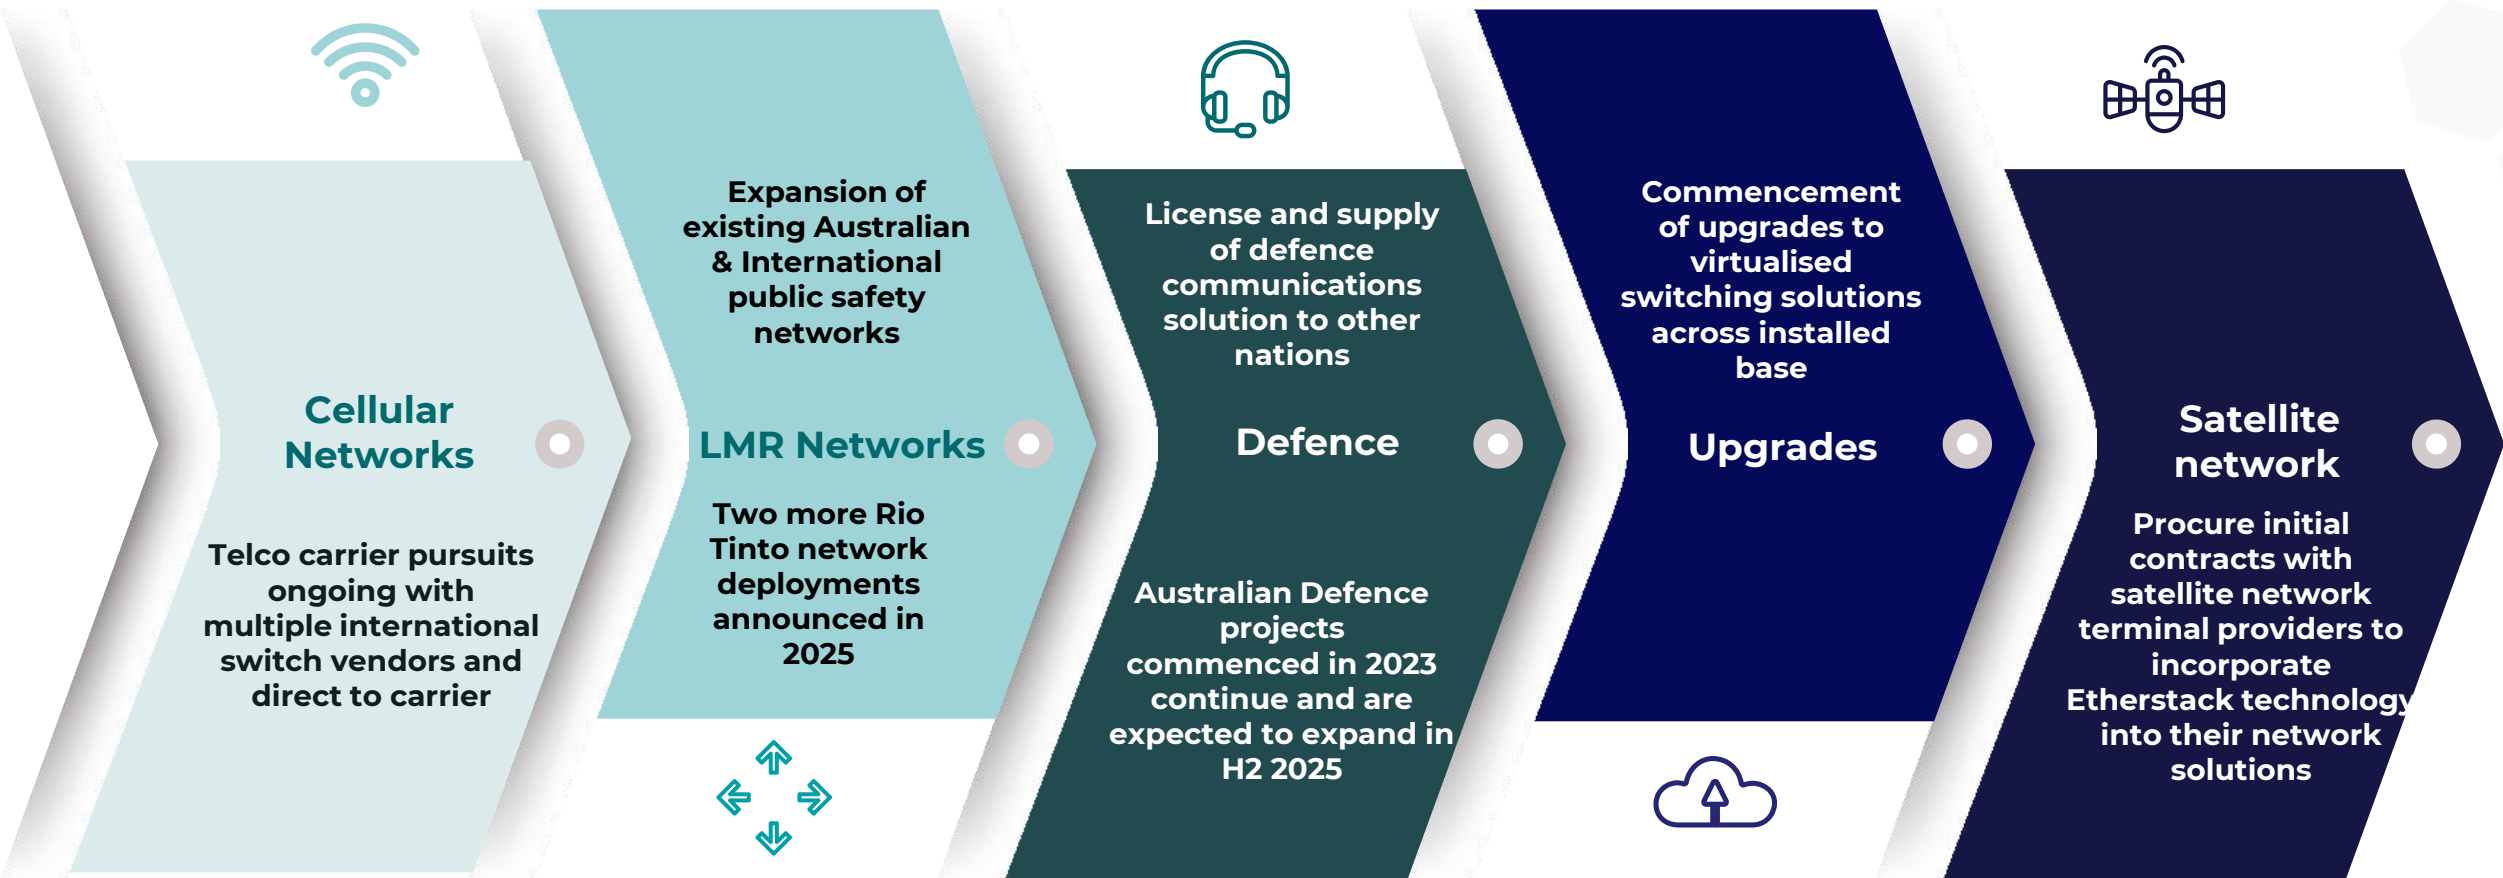 Cellular
Networks
Telco carrier pursuits
ongoing with
multiple international
switch vendors and
direct to carrier
Expansion of
existing Australian
& International
public safety
networks
LMR Networks
Two more Rio
Tinto network
deployments
announced in
2025
License and supply
of defence
communications
solution to other
nations
Defence
Australian Defence
projects
commenced in 2023
continue and are
expected to expand in
H2 2025
Commencement
of upgrades to
virtualised
switching solutions
across installed
base
Upgrades
Satellite
network
Procure initial
contracts with
satellite network
terminal providers to
incorporate
Etherstack technology
into their network
solutions